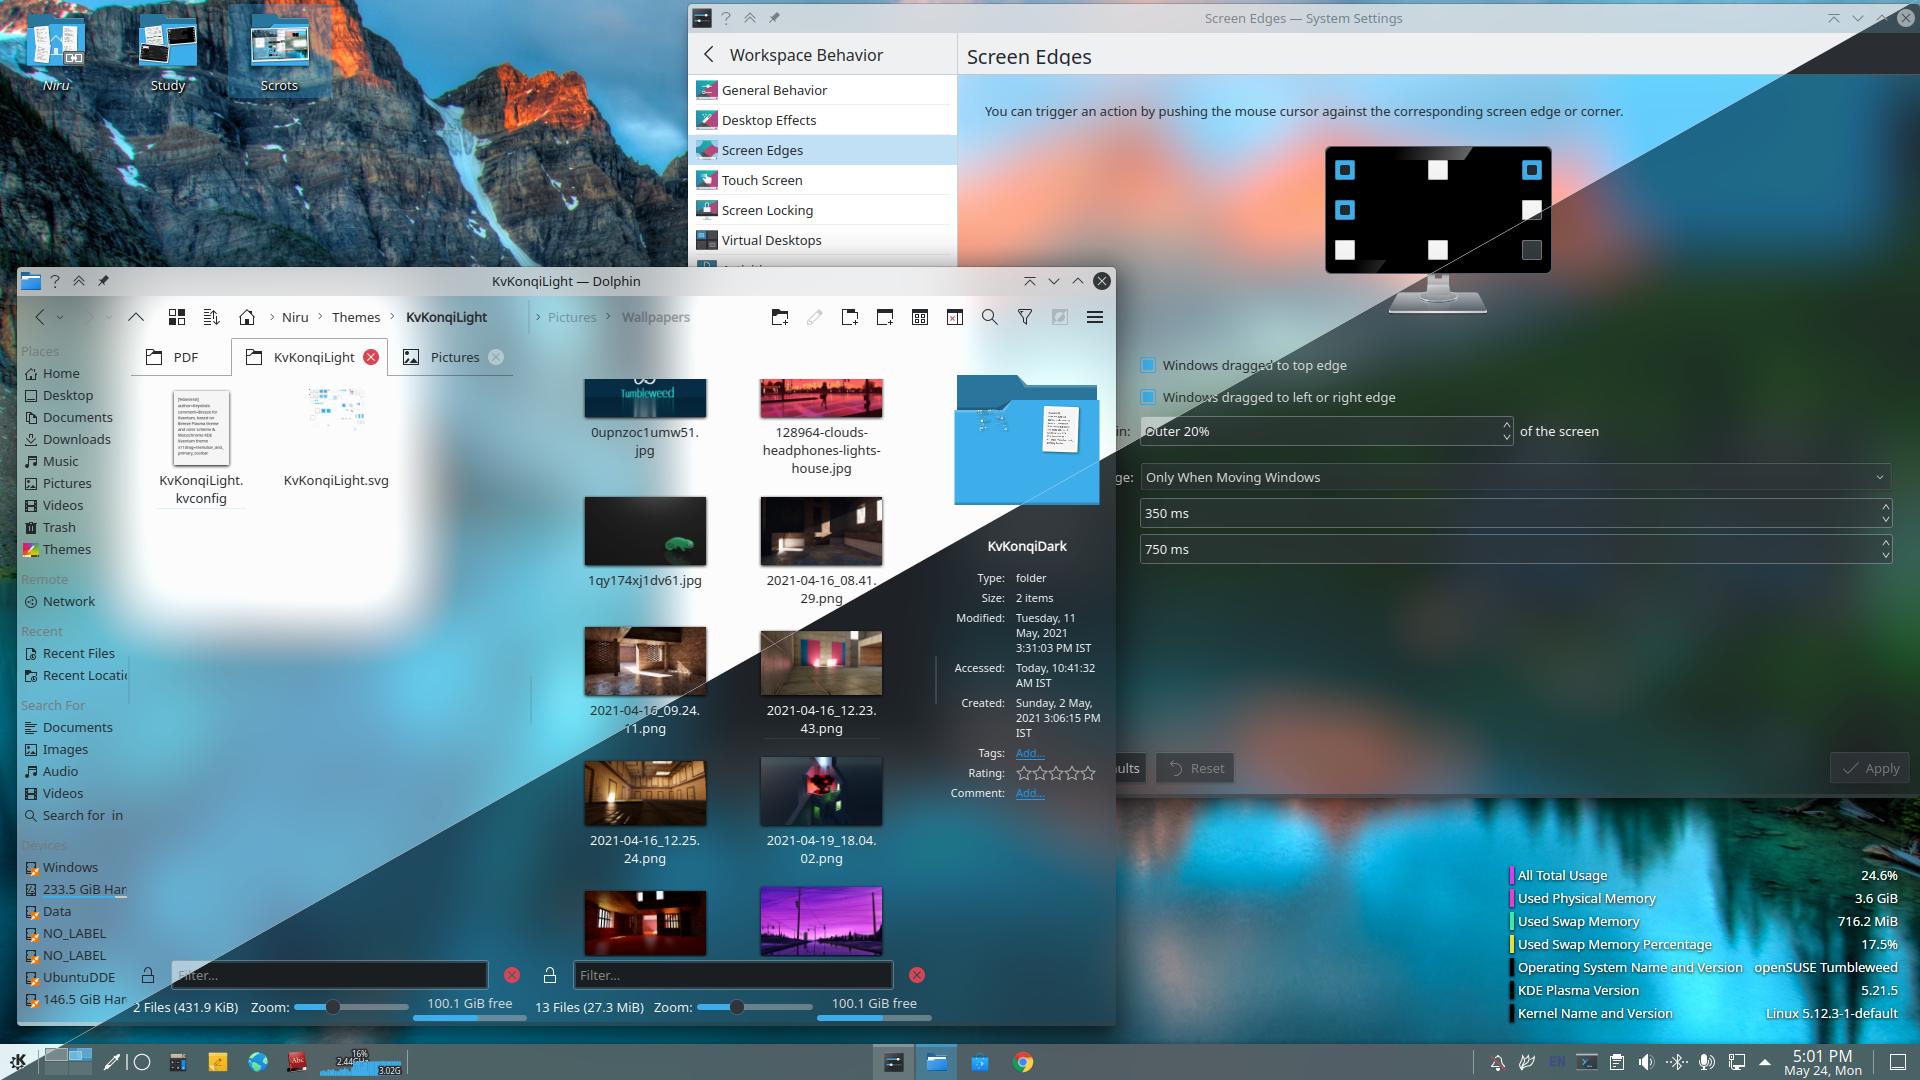 Niru
Study
Scrots
Screen Edges — System Settings
Workspace Behavior
Screen Edges
General Behavior
Desktop Effects
Screen Edges
Touch Screen
Screen Locking
Virtual Desktops
You can trigger an action by pushing the mouse cursor against the corresponding screen edge or corner.
Windows dragged to top edge
Windows dragged to left or right edge
in:
Outer 20%
of the screen
ge:
Only When Moving Windows
350 ms
750 ms
ults
Reset
Apply
KvKonqiLight — Dolphin
Niru
Themes
KvKonqiLight
Pictures
Wallpapers
PDF
KvKonqiLight
Pictures
Places
Home
Desktop
Documents
Downloads
Music
Pictures
Videos
Trash
Themes
Remote
Network
Recent
Recent Files
Recent Locatic
Search For
Documents
Images
Audio
Videos
Search for in
Devices
Windows
233.5 GiB Har
Data
NO_LABEL
NO_LABEL
UbuntuDDE
146.5 GiB Har
KvKonqiLight.
kvconfig
KvKonqiLight.svg
Tumbleweed
0upnzoc1umw51.
jpg
128964-clouds-
headphones-lights-
house.jpg
1qy174xj1dv61.jpg
2021-04-16_08.41.
29.png
2021-04-16_09.24.
11.png
2021-04-16_12.23.
43.png
2021-04-16_12.25.
24.png
2021-04-19_18.04.
02.png
KvKonqiDark
Type: folder
Size: 2 items
Modified: Tuesday, 11
May, 2021
3:31:03 PM IST
Accessed: Today, 10:41:32
AM IST
Created: Sunday, 2 May,
2021 3:06:15 PM
IST
Tags: Add...
Rating:
Comment: Add...
Filter...
Filter...
2 Files (431.9 KiB)
Zoom:
100.1 GiB free
13 Files (27.3 MiB)
Zoom:
100.1 GiB free
All Total Usage 24.6%
Used Physical Memory 3.6 GiB
Used Swap Memory 716.2 MiB
Used Swap Memory Percentage 17.5%
Operating System Name and Version openSUSE Tumbleweed
KDE Plasma Version 5.21.5
Kernel Name and Version Linux 5.12.3-1-default
16%
2.44GHz
3.02G
EN
5:01 PM
May 24, Mon